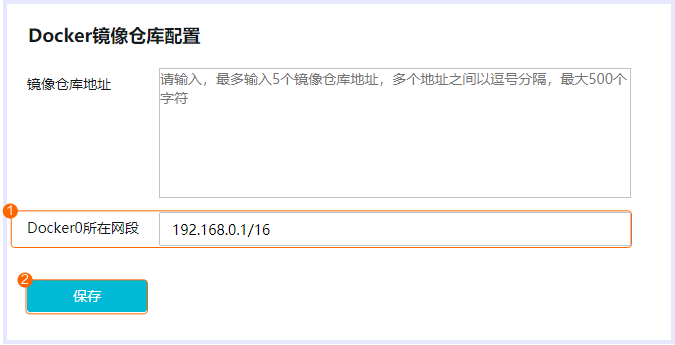 Docker镜像仓库配置
镜像仓库地址
请输入，最多输入5个镜像仓库地址，多个地址之间以逗号分隔，最大500个
字符
1
Docker0所在网段
192.168.0.1/16
2
保存